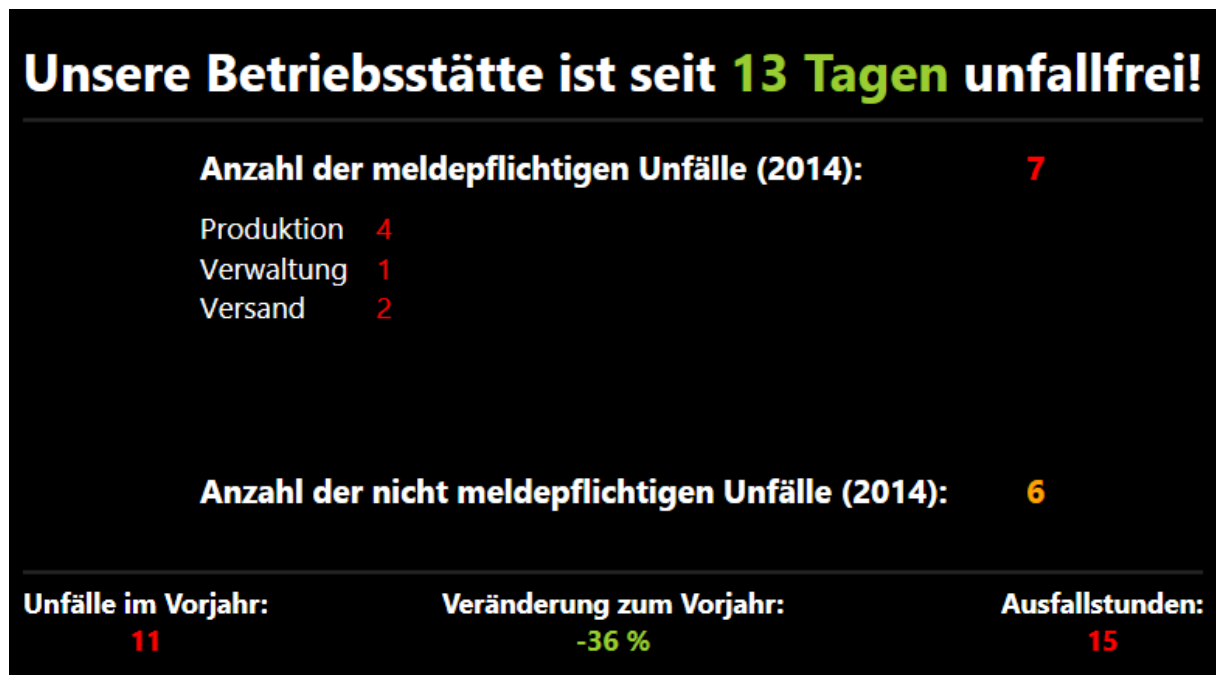 Unsere Betriebsstätte ist seit 13 Tagen unfallfrei!
Anzahl der meldepflichtigen Unfälle (2014): 7
Produktion 4
Verwaltung 1
Versand 2
Anzahl der nicht meldepflichtigen Unfälle (2014): 6
Unfälle im Vorjahr: Veränderung zum Vorjahr: Ausfallstunden:
11 -36 % 15